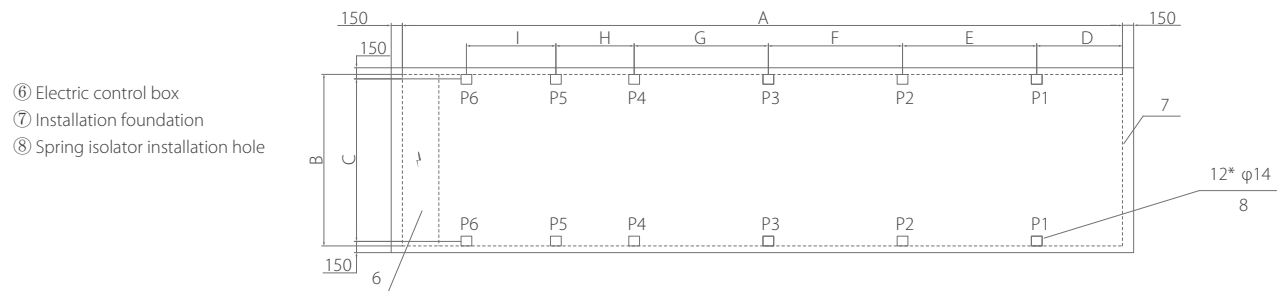 150 A 150
150 I H G F E D
⑥ Electric control box
⑦ Installation foundation
⑧ Spring isolator installation hole
P6 P5 P4 P3 P2 P1
7
B C
12* φ14
8
P6 P5 P4 P3 P2 P1
150
6